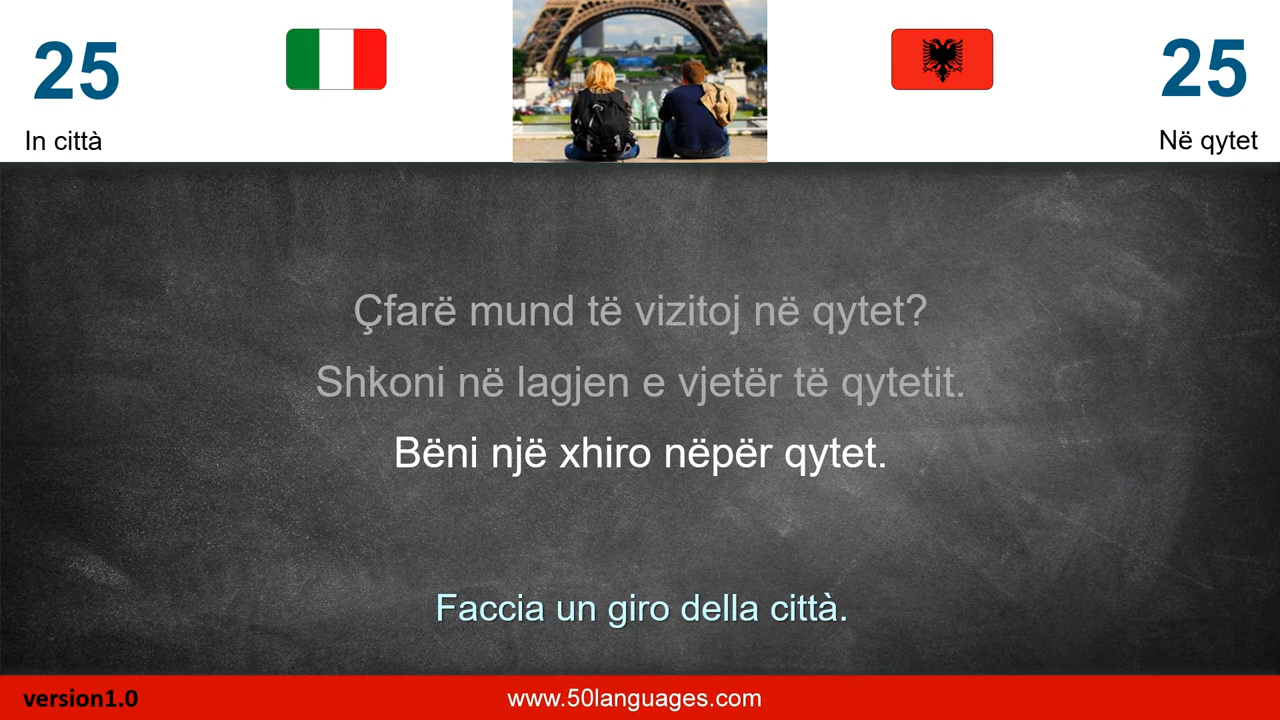 25
25
In città
Në qytet
Çfarë mund të vizitoj në qytet?
Shkoni në lagjen e vjetër të qytetit.
Bëni një xhiro nëpër qytet.
Faccia un giro della città.
version1.0
www.50languages.com